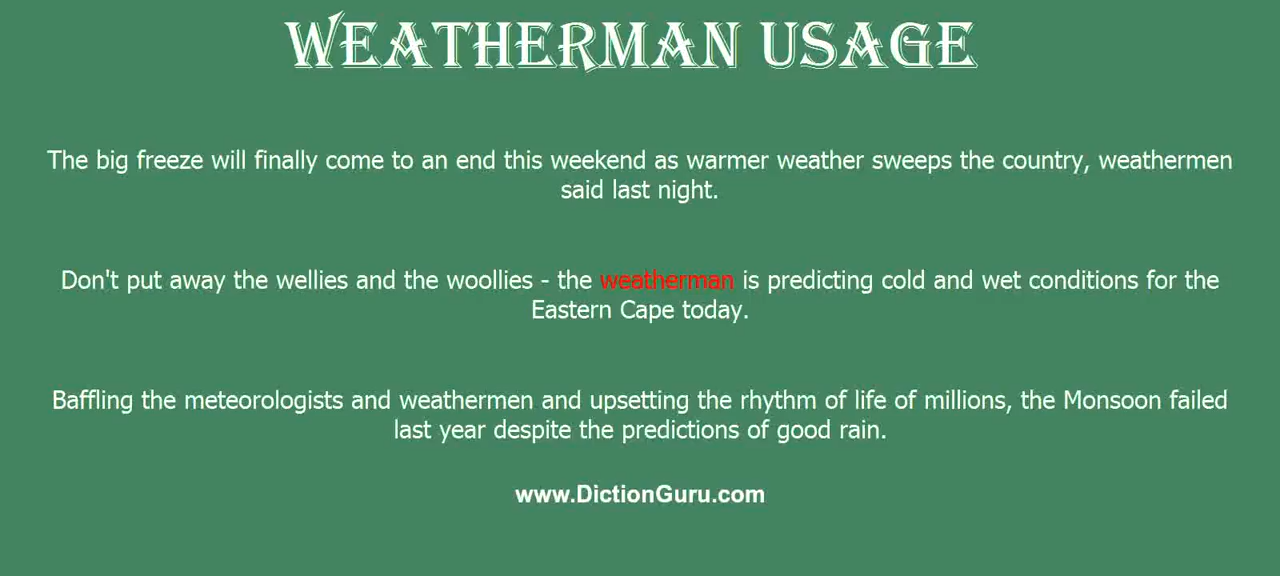 WEATHERMAN USAGE
The big freeze will finally come to an end this weekend as warmer weather sweeps the country, weathermen
said last night.
Don't put away the wellies and the woollies - the weatherman is predicting cold and wet conditions for the
Eastern Cape today.
Baffling the meteorologists and weathermen and upsetting the rhythm of life of millions, the Monsoon failed
last year despite the predictions of good rain.
www.DictionGuru.com